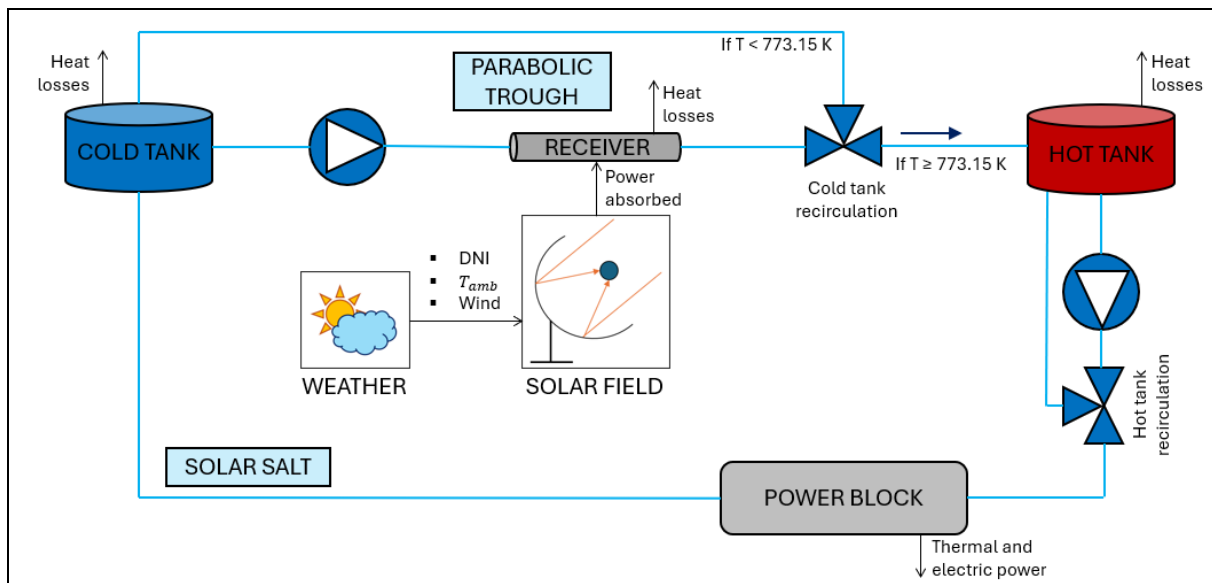 If T < 773.15 K
Heat
losses
Heat
losses
PARABOLIC
TROUGH
Heat
losses
COLD TANK
RECEIVER
HOT TANK
If T ≥ 773.15 K
Power
absorbed
Cold tank
recirculation
▪ DNI
▪ T_amb
▪ Wind
WEATHER
SOLAR FIELD
Hot tank
recirculation
SOLAR SALT
POWER BLOCK
Thermal and
electric power